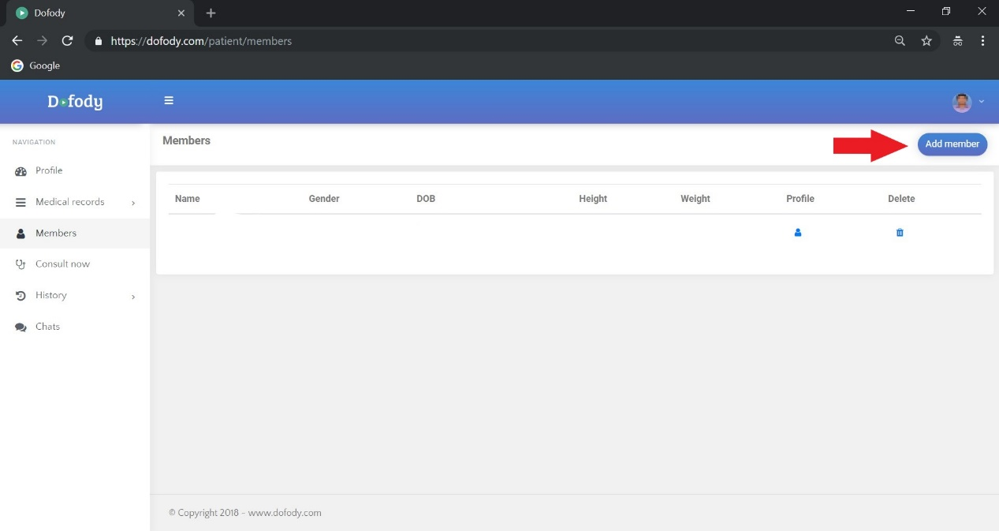 Dofody
https://dofody.com/patient/members
Google
Dofody
NAVIGATION
Members
Add member
Profile
Medical records
Members
Consult now
History
Chats
Name Gender DOB Height Weight Profile Delete
© Copyright 2018 - www.dofody.com